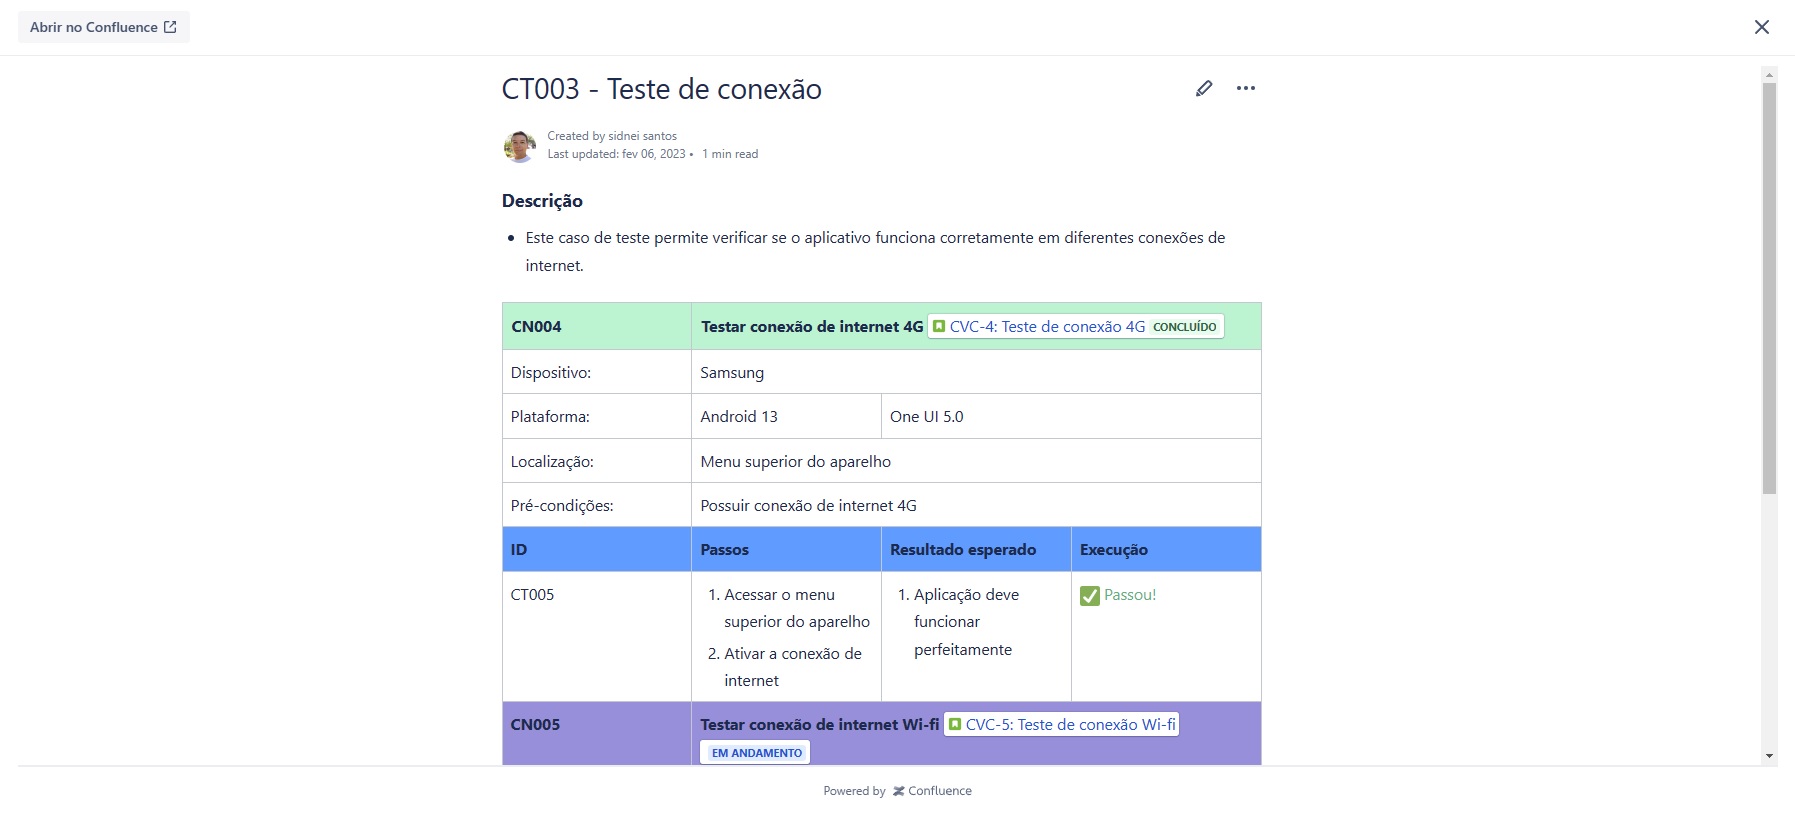 Abrir no Confluence
CT003 - Teste de conexão
Created by sidnei santos
Last updated: fev 06, 2023 • 1 min read
Descrição
• Este caso de teste permite verificar se o aplicativo funciona corretamente em diferentes conexões de
internet.
CN004 Testar conexão de internet 4G CVC-4: Teste de conexão 4G CONCLUÍDO
Dispositivo: Samsung
Plataforma: Android 13 One UI 5.0
Localização: Menu superior do aparelho
Pré-condições: Possuir conexão de internet 4G
ID Passos Resultado esperado Execução
CT005 1. Acessar o menu 1. Aplicação deve ✅ Passou!
superior do aparelho funcionar
2. Ativar a conexão de perfeitamente
internet
CN005 Testar conexão de internet Wi-fi CVC-5: Teste de conexão Wi-fi
EM ANDAMENTO
Powered by Confluence